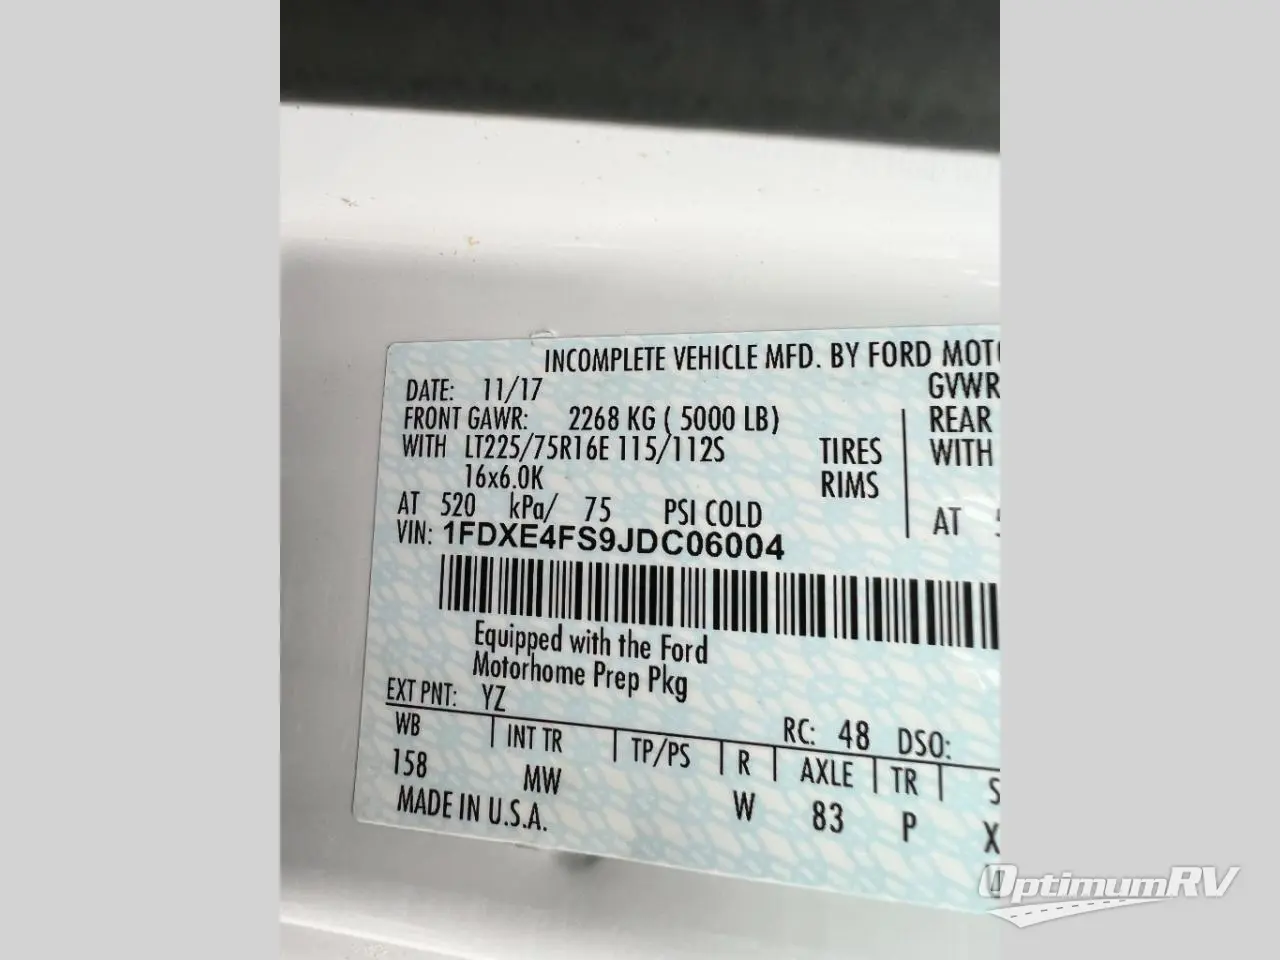 INCOMPLETE VEHICLE MFD. BY FORD
DATE: 11/17
GVWR
FRONT GAWR: 2268 KG ( 5000 LB)
REAR
WITH LT225/75R16E 115/112S TIRES
WITH
16x6.0K RIMS
AT 520 kPa/ 75 PSI COLD
AT
VIN: 1FDXE4FS9JDC06004
Equipped with the Ford
Motorhome Prep Pkg
EXT PNT: YZ RC: 48 DSO:
WB INT TR TP/PS R AXLE TR
158 MW W 83 P
MADE IN U.S.A.
OptimumRV